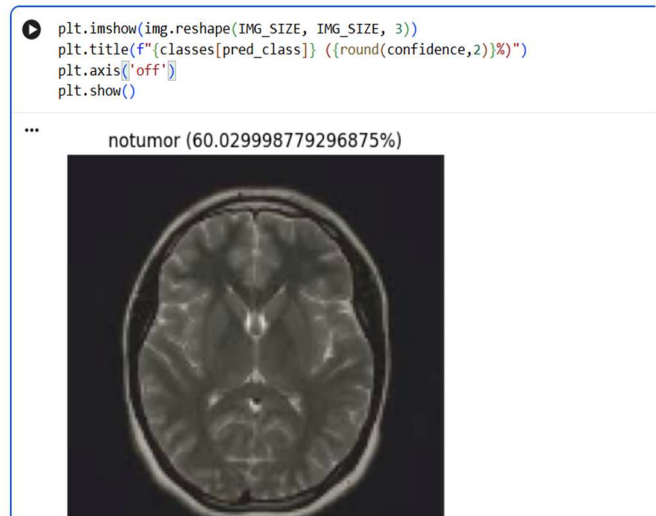 plt.imshow(img.reshape(IMG_SIZE, IMG_SIZE, 3))
plt.title(f"{classes[pred_class]} ({round(confidence,2)}%)")
plt.axis('off')
plt.show()
notumor (60.029998779296875%)